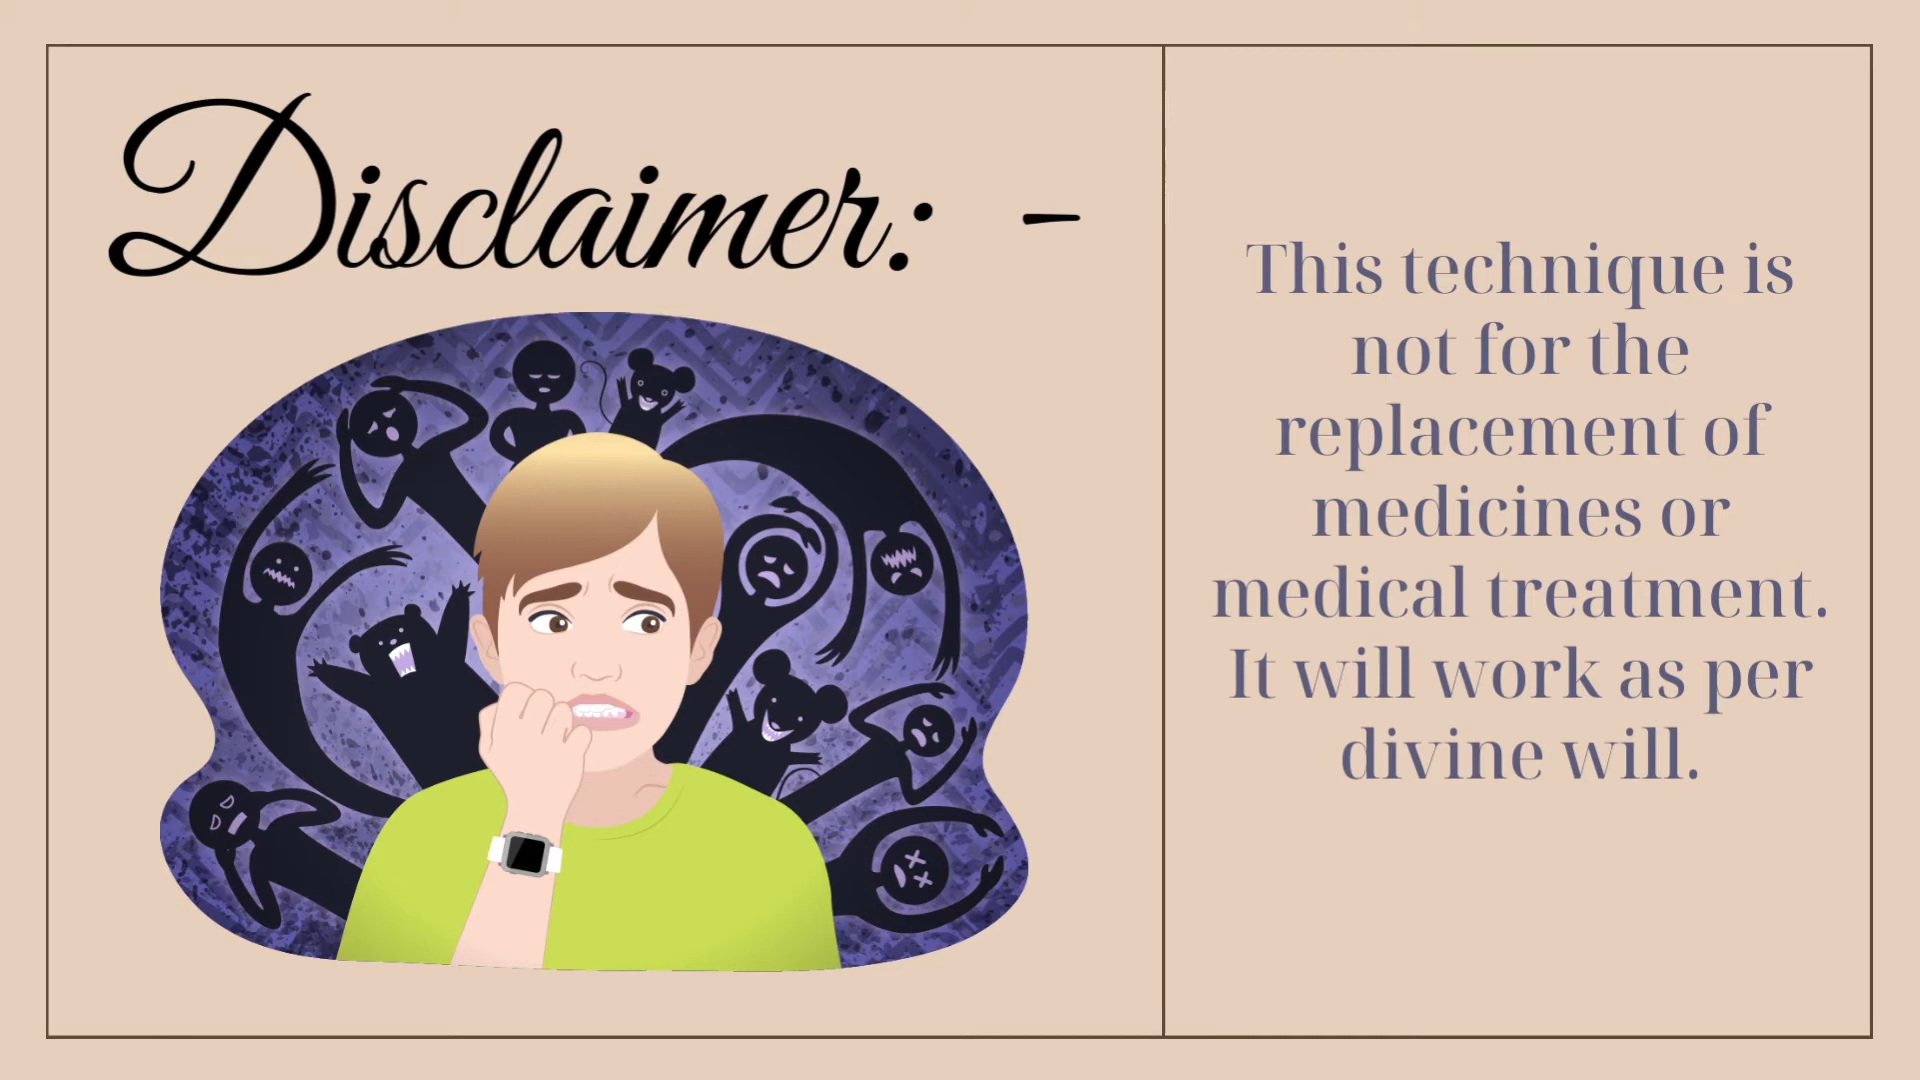 Disclaimer: -
This technique is
not for the
replacement of
medicines or
medical treatment.
It will work as per
divine will.